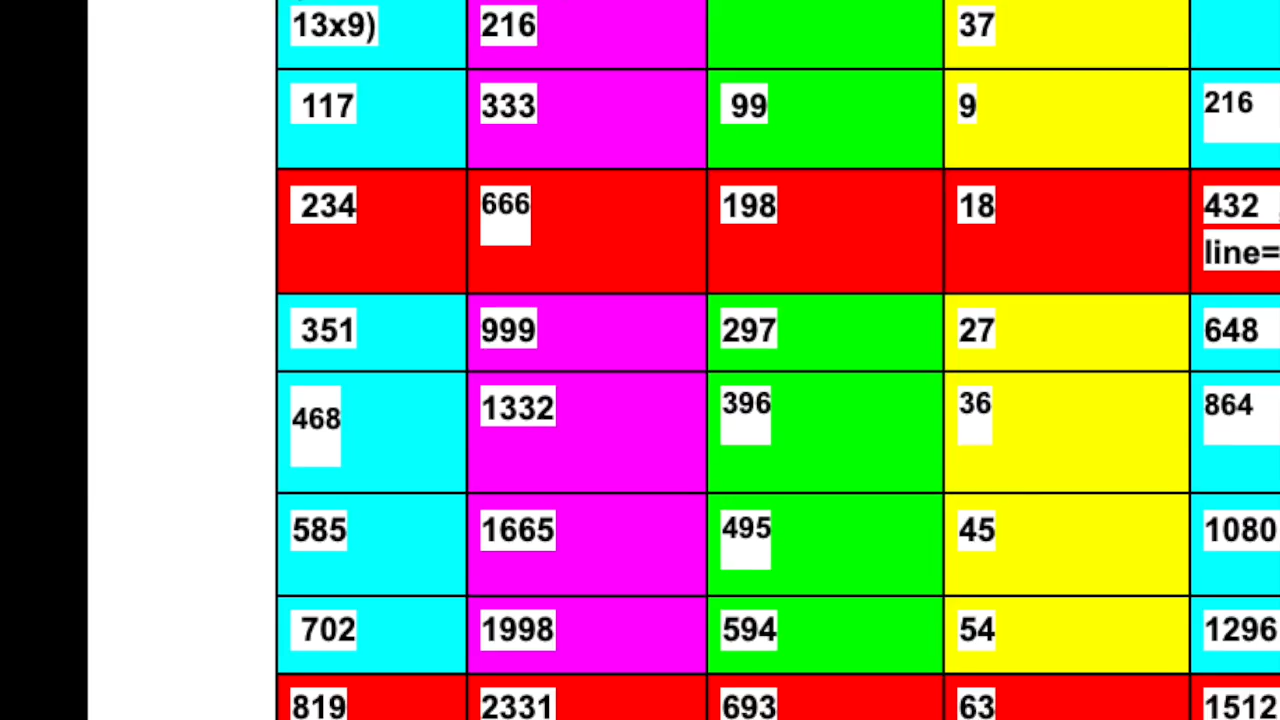 13x9) 216 37
117 333 99 9 216
234 666 198 18 432
line=
351 999 297 27 648
468 1332 396 36 864
585 1665 495 45 1080
702 1998 594 54 1296
819 2331 693 63 1512